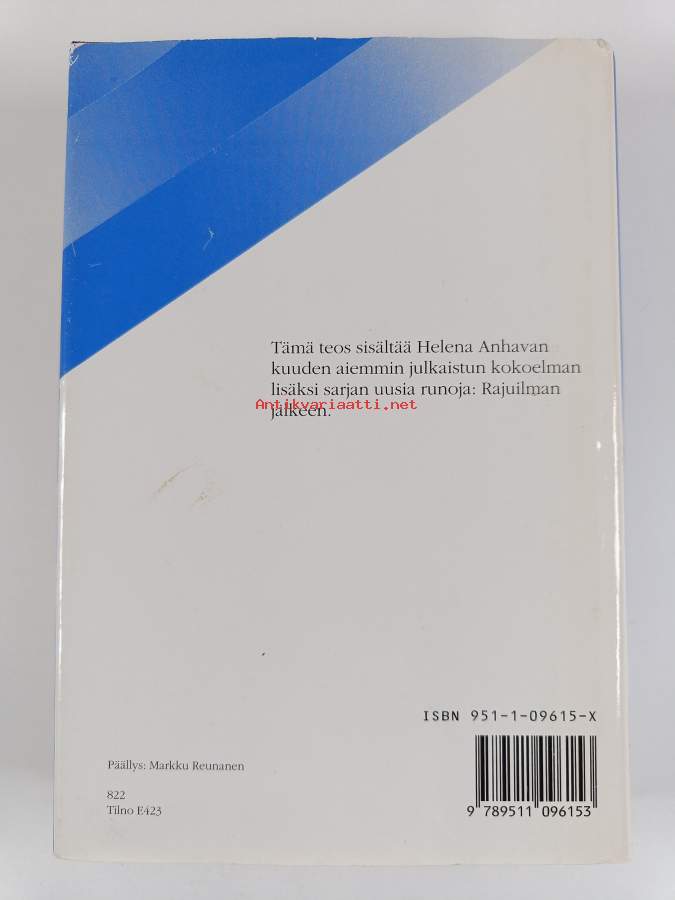 Tämä teos sisältää Helena Anhavan
kuuden aiemmin julkaistun kokoelman
lisäksi sarjan uusia runoja: Rajuilman
Antikvariaatti.net
jälkeen.
ISBN 951-1-09615-X
Päällys: Markku Reunanen
822
Tilno E423
9 789511 096153